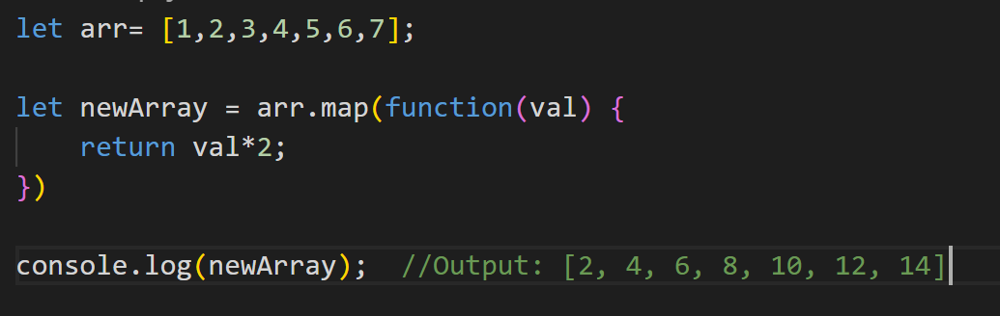 let arr= [1,2,3,4,5,6,7];
let newArray = arr.map(function(val) {
    return val*2;
})
console.log(newArray);  //Output: [2, 4, 6, 8, 10, 12, 14]